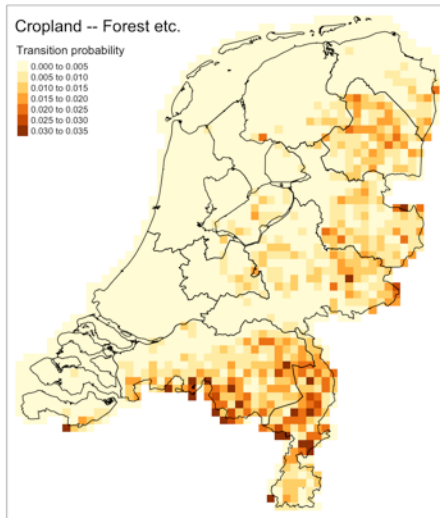 Cropland -- Forest etc.
Transition probability
0.000 to 0.005
0.005 to 0.010
0.010 to 0.015
0.015 to 0.020
0.020 to 0.025
0.025 to 0.030
0.030 to 0.035